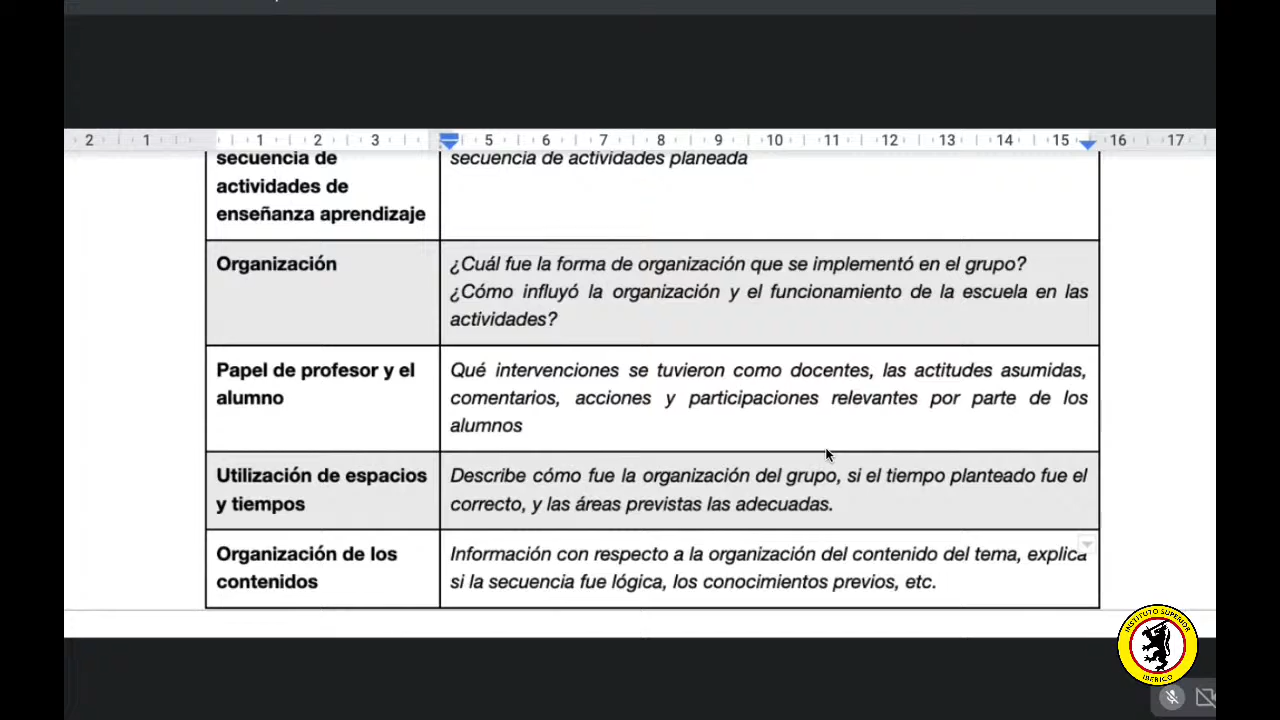 2 1 1 2 3 5 6 7 8 9 10 11 12 13 14 15 16 17
secuencia de
actividades de
enseñanza aprendizaje
secuencia de actividades planeada
Organización
¿Cuál fue la forma de organización que se implementó en el grupo?
¿Cómo influyó la organización y el funcionamiento de la escuela en las
actividades?
Papel de profesor y el
alumno
Qué intervenciones se tuvieron como docentes, las actitudes asumidas,
comentarios, acciones y participaciones relevantes por parte de los
alumnos
Utilización de espacios
y tiempos
Describe cómo fue la organización del grupo, si el tiempo planteado fue el
correcto, y las áreas previstas las adecuadas.
Organización de los
contenidos
Información con respecto a la organización del contenido del tema, explica
si la secuencia fue lógica, los conocimientos previos, etc.
INSTITUTO SUPERIOR
IBERICO